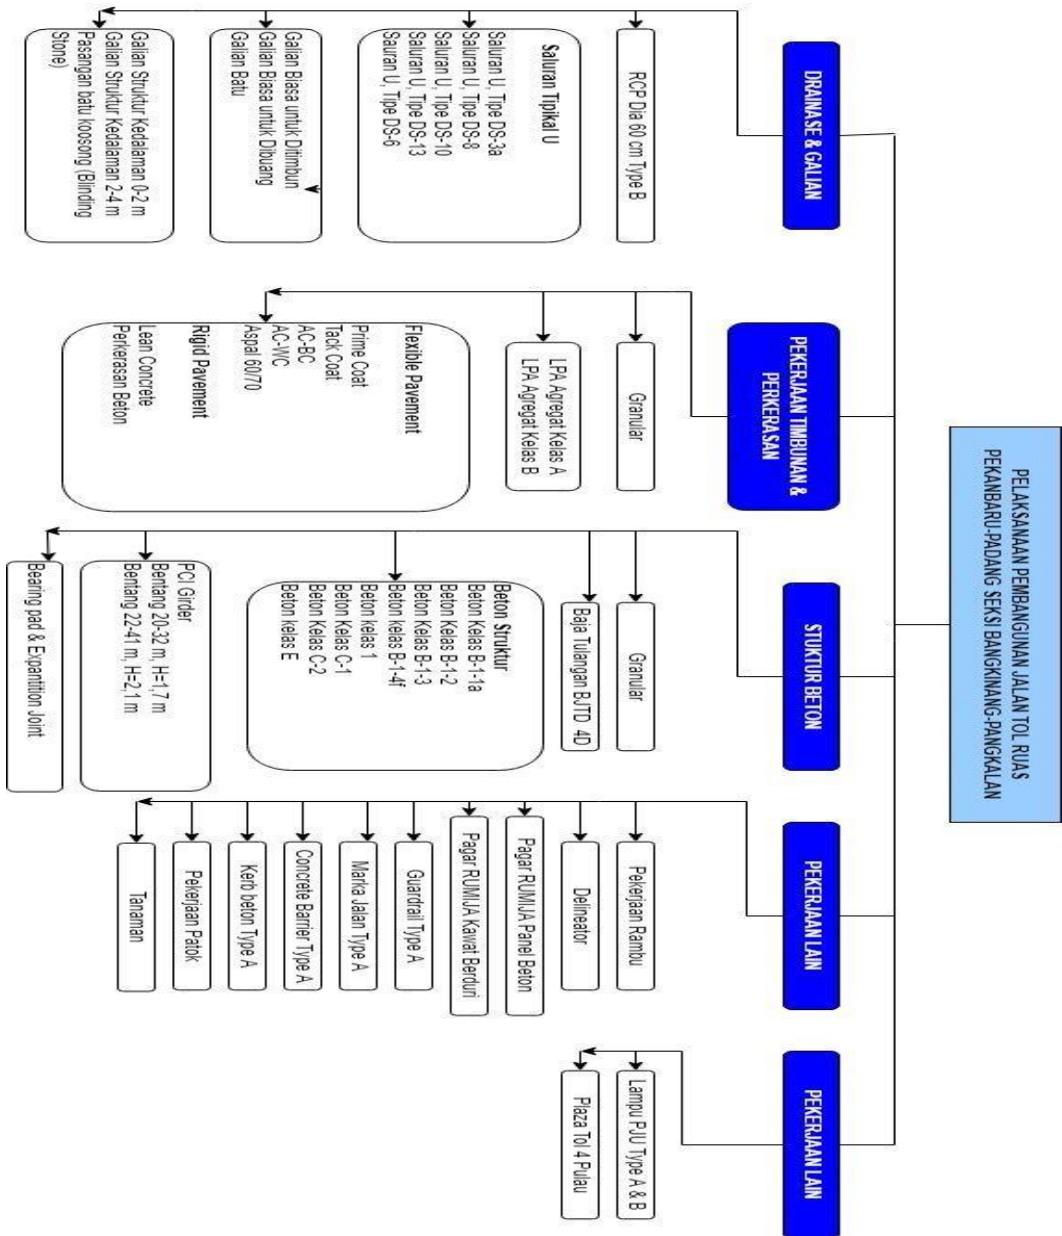 PELAKSANAAN PEMBANGUNAN JALAN TOL RUAS
PEKANBARU-PADANG SEKSI BANGKINANG-PANGKALAN
DRAINASE & GALIAN
RCP Dia 60 cm Type B
Saluran Tipikal U
Saluran U, Tipe DS-3a
Saluran U, Tipe DS-8
Saluran U, Tipe DS-10
Saluran U, Tipe DS-13
Sauran U, Tipe DS-6
Galian Biasa untuk Ditimbun
Galian Biasa untuk Dibuang
Galian Batu
Galian Struktur Kedalaman 0-2 m
Galian Struktur Kedalaman 2-4 m
Pasangan batu koosong (Blinding
Stone)
PEKERJAAN TIMBUNAN &
PERKERASAN
Granular
LPA Agregat Kelas A
LPA Agregat Kelas B
Flexible Pavement
Prime Coat
Tack Coat
AC-BC
AC-WC
Aspal 60/70
Rigid Pavement
Lean Concrete
Perkerasan Beton
STUKTUR BETON
Granular
Baja Tulangan BJTD 4D
Beton Struktur
Beton Kelas B-1-1a
Beton Kelas B-1-2
Beton Kelas B-1-3
Beton kelas B-1-4f
Beton kelas 1
Beton Kelas C-1
Beton Kelas C-2
Beton kelas E
PCI Girder
Bentang 20-32 m, H=1,7 m
Bentang 22-41 m, H=2,1 m
Bearing pad & Expantition Joint
PEKERJAAN LAIN
Pekerjaan Rambu
Delineator
Pagar RUMIJA Panel Beton
Pagar RUMIJA Kawat Berduri
Guardrail Type A
Marka Jalan Type A
Concrete Barrier Type A
Kerb beton Type A
Pekerjaan Patok
Tanaman
PEKERJAAN LAIN
Lampu PJU Type A & B
Plaza Tol 4 Pulau